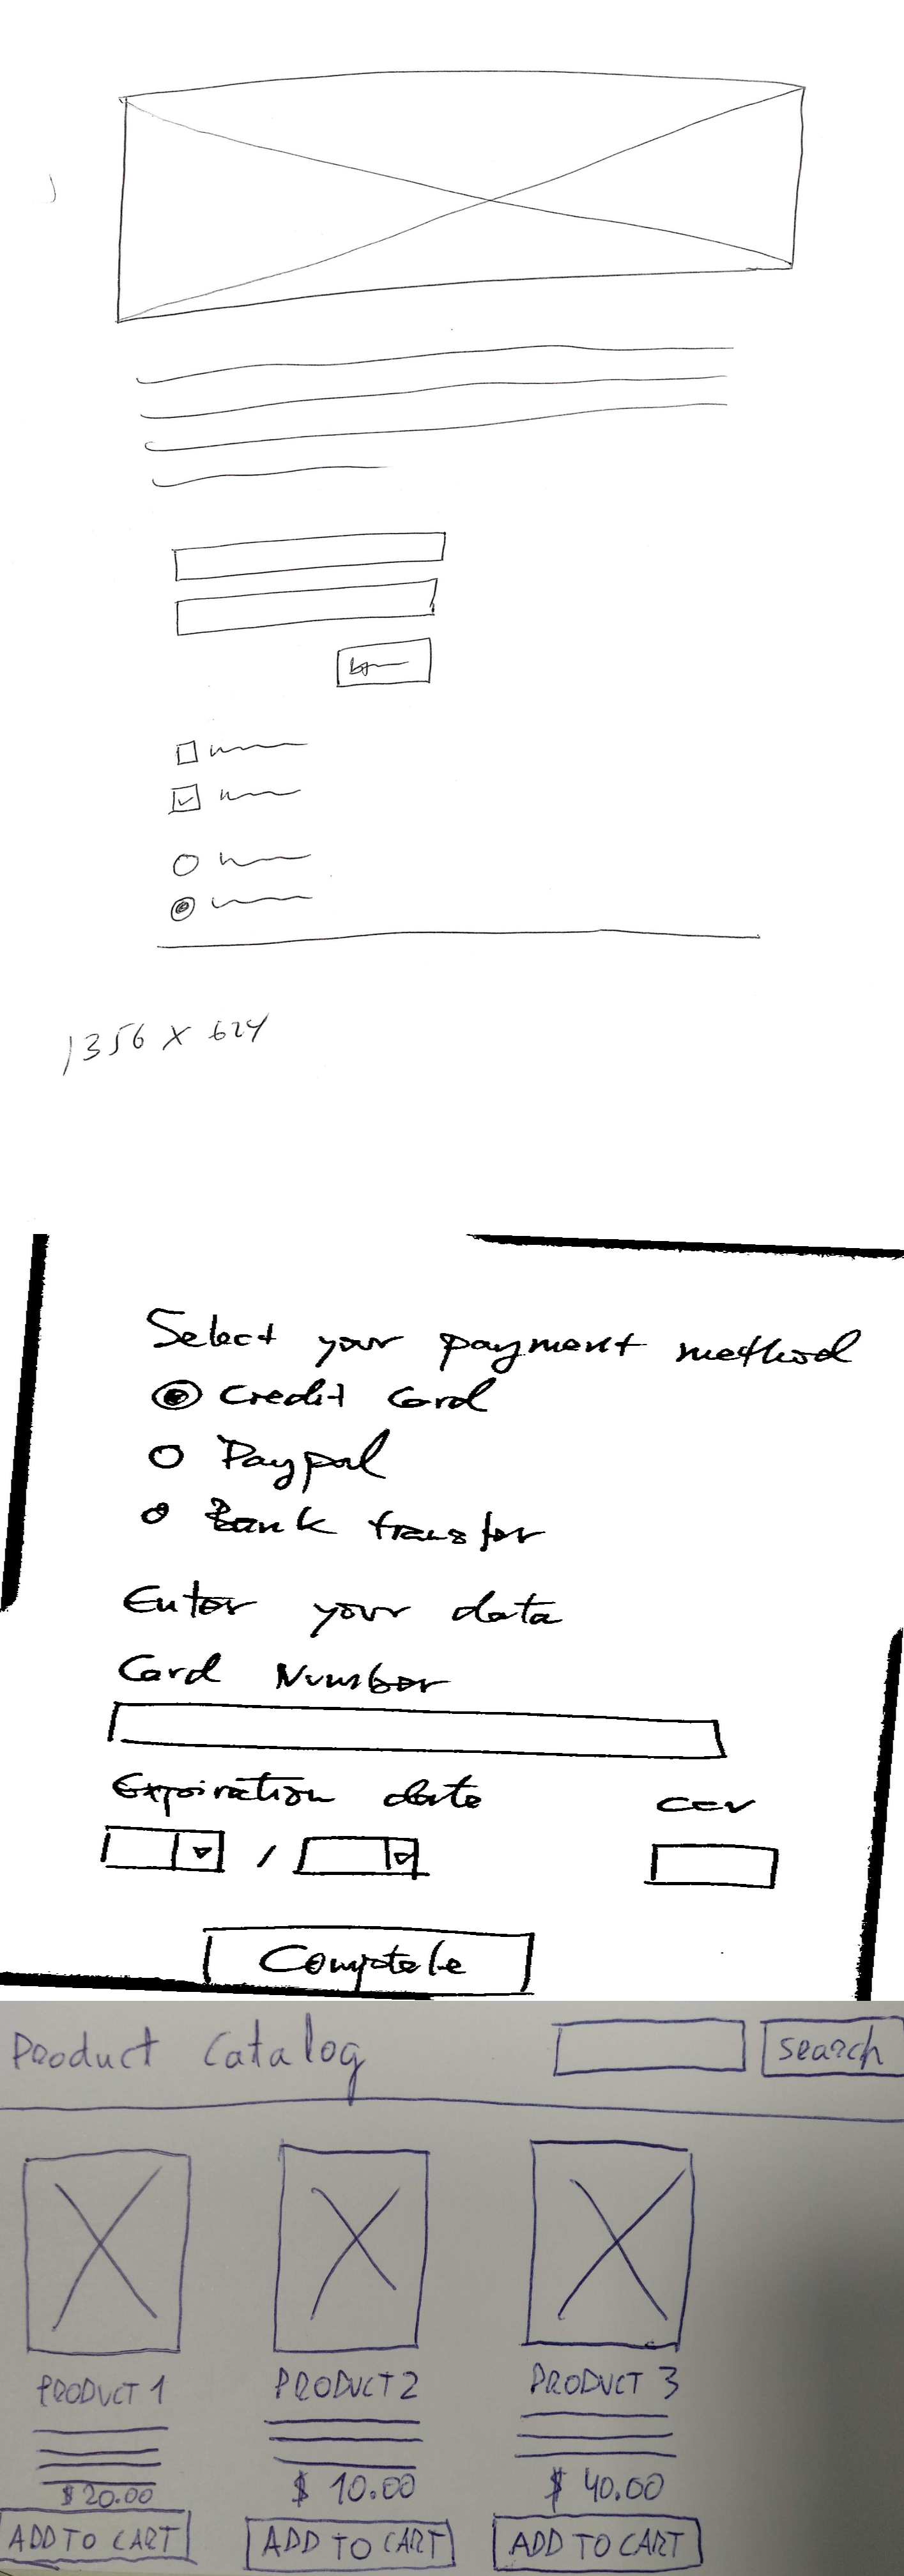 1356 X 624
Select your payment method
Credit Card
Paypal
Bank transfer
Enter your data
Card Number
Expiration date ccv
/
Complete
Product Catalog search
PRODUCT 1 PRODUCT 2 PRODUCT 3
$20.00 $ 10.00 $ 40.00
ADD TO CART ADD TO CART ADD TO CART